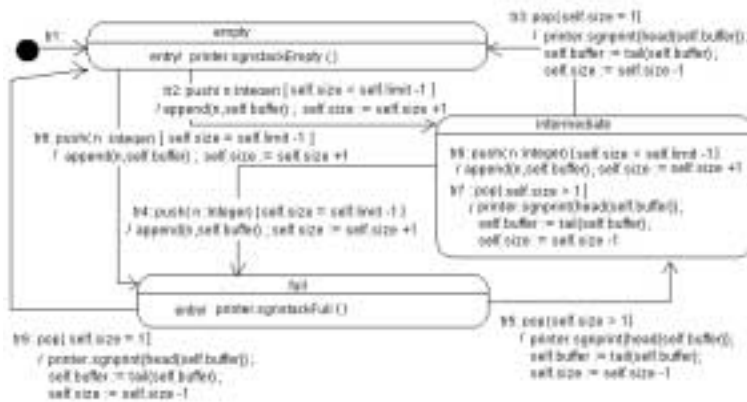 tr1:
empty
entry/ printer.sgnstackEmpty ( )
tr3: pop[self.size = 1]
/ printer.sgnprint(head(self.buffer));
self.buffer := tail(self.buffer);
self.size := self.size -1
tr2: push( n:Integer) [ self.size < self.limit -1 ]
/ append(n,self.buffer) ; self.size := self.size +1
push( n: Integer) [ self.size = self.limit -1 ]
/ append(n,self.buffer) ; self.size := self.size +1
intermediate
tr6: push( n:Integer) [ self.size < self.limit -1]
/ append(n,self.buffer); self.size := self.size +1
tr7 : pop[ self.size > 1 ]
/ printer.sgnprint(head(self.buffer));
self.buffer := tail(self.buffer);
self.size := self.size -1
tr4: push( n :Integer) [self.size = self.limit -1 ]
/ append(n,self.buffer) ; self.size := self.size +1
full
entry/ printer.sgnstackFull ( )
tr9: pop[ self.size = 1]
/ printer.sgnprint(head(self.buffer));
self.buffer := tail(self.buffer);
self.size := self.size -1
tr5: pop[self.size > 1]
/ printer.sgnprint(head(self.buffer));
self.buffer := tail(self.buffer);
self.size := self.size -1